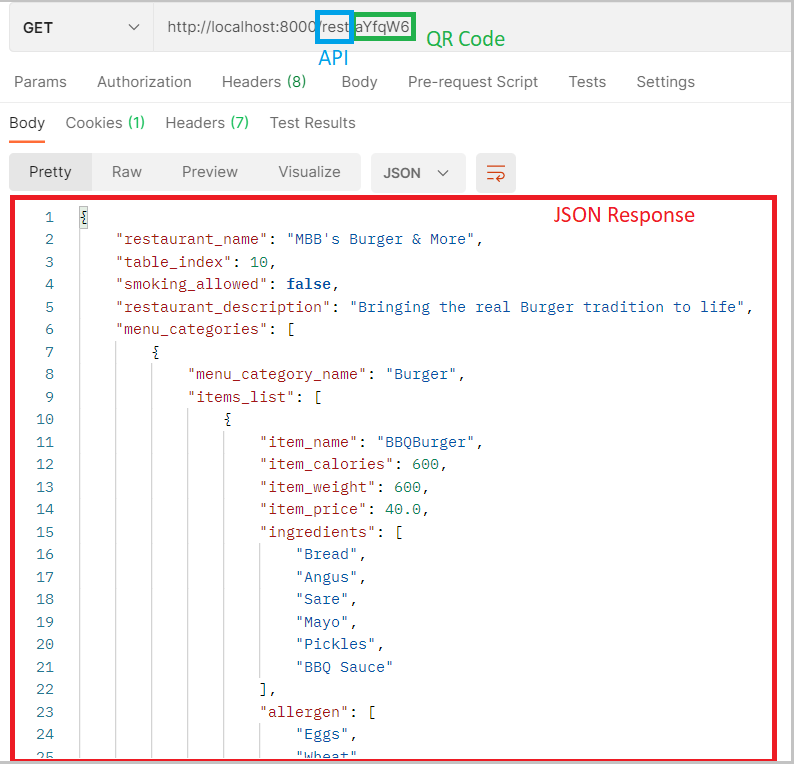 GET http://localhost:8000/rest/aYfqW6
API QR Code
Params Authorization Headers (8) Body Pre-request Script Tests Settings
Body Cookies (1) Headers (7) Test Results
Pretty Raw Preview Visualize JSON
JSON Response
1 {
2 "restaurant_name": "MBB's Burger & More",
3 "table_index": 10,
4 "smoking_allowed": false,
5 "restaurant_description": "Bringing the real Burger tradition to life",
6 "menu_categories": [
7 {
8 "menu_category_name": "Burger",
9 "items_list": [
10 {
11 "item_name": "BBQBurger",
12 "item_calories": 600,
13 "item_weight": 600,
14 "item_price": 40.0,
15 "ingredients": [
16 "Bread",
17 "Angus",
18 "Sare",
19 "Mayo",
20 "Pickles",
21 "BBQ Sauce"
22 ],
23 "allergen": [
24 "Eggs",
25 "Wheat"